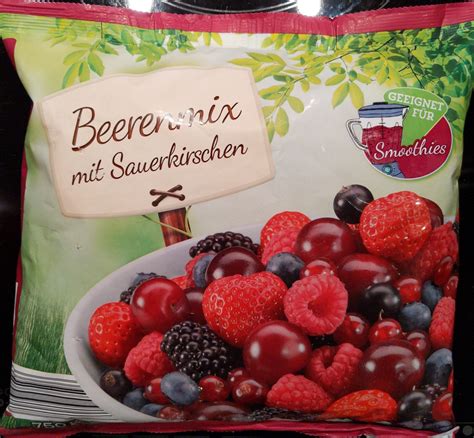 Beerenmix
mit Sauerkirschen
GEEIGNET
FÜR
Smoothies